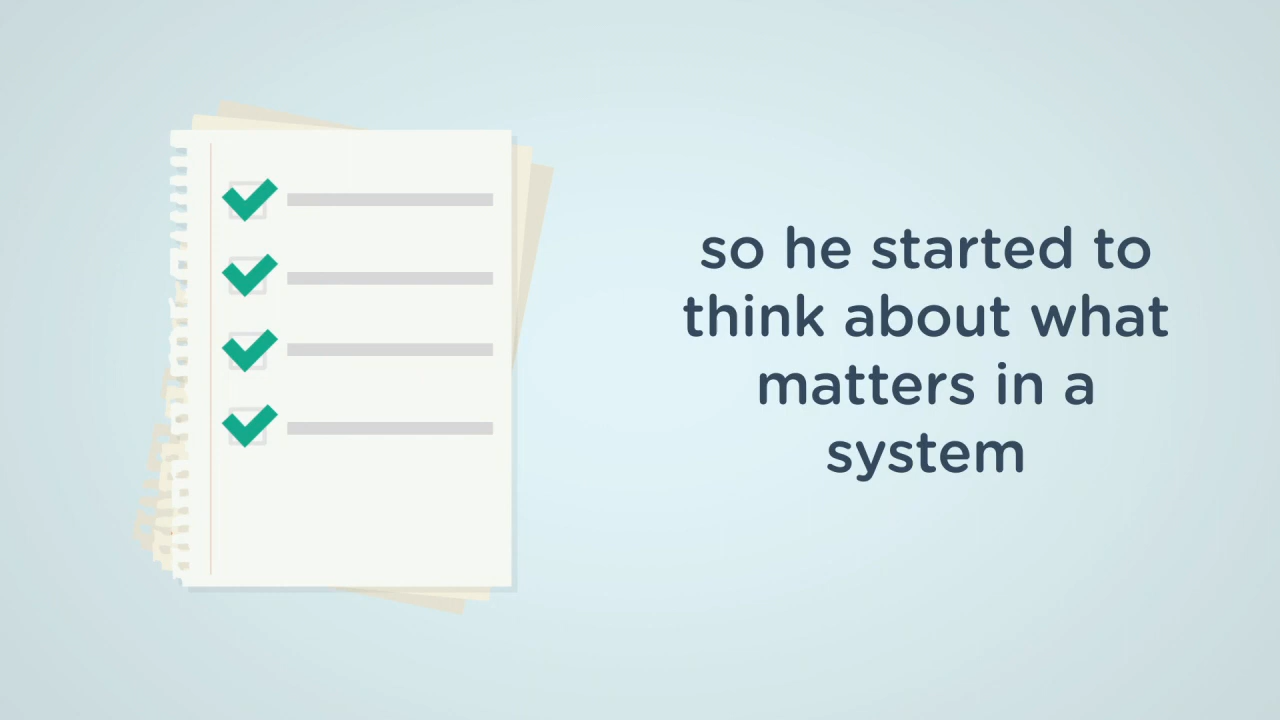 so he started to
think about what
matters in a
system